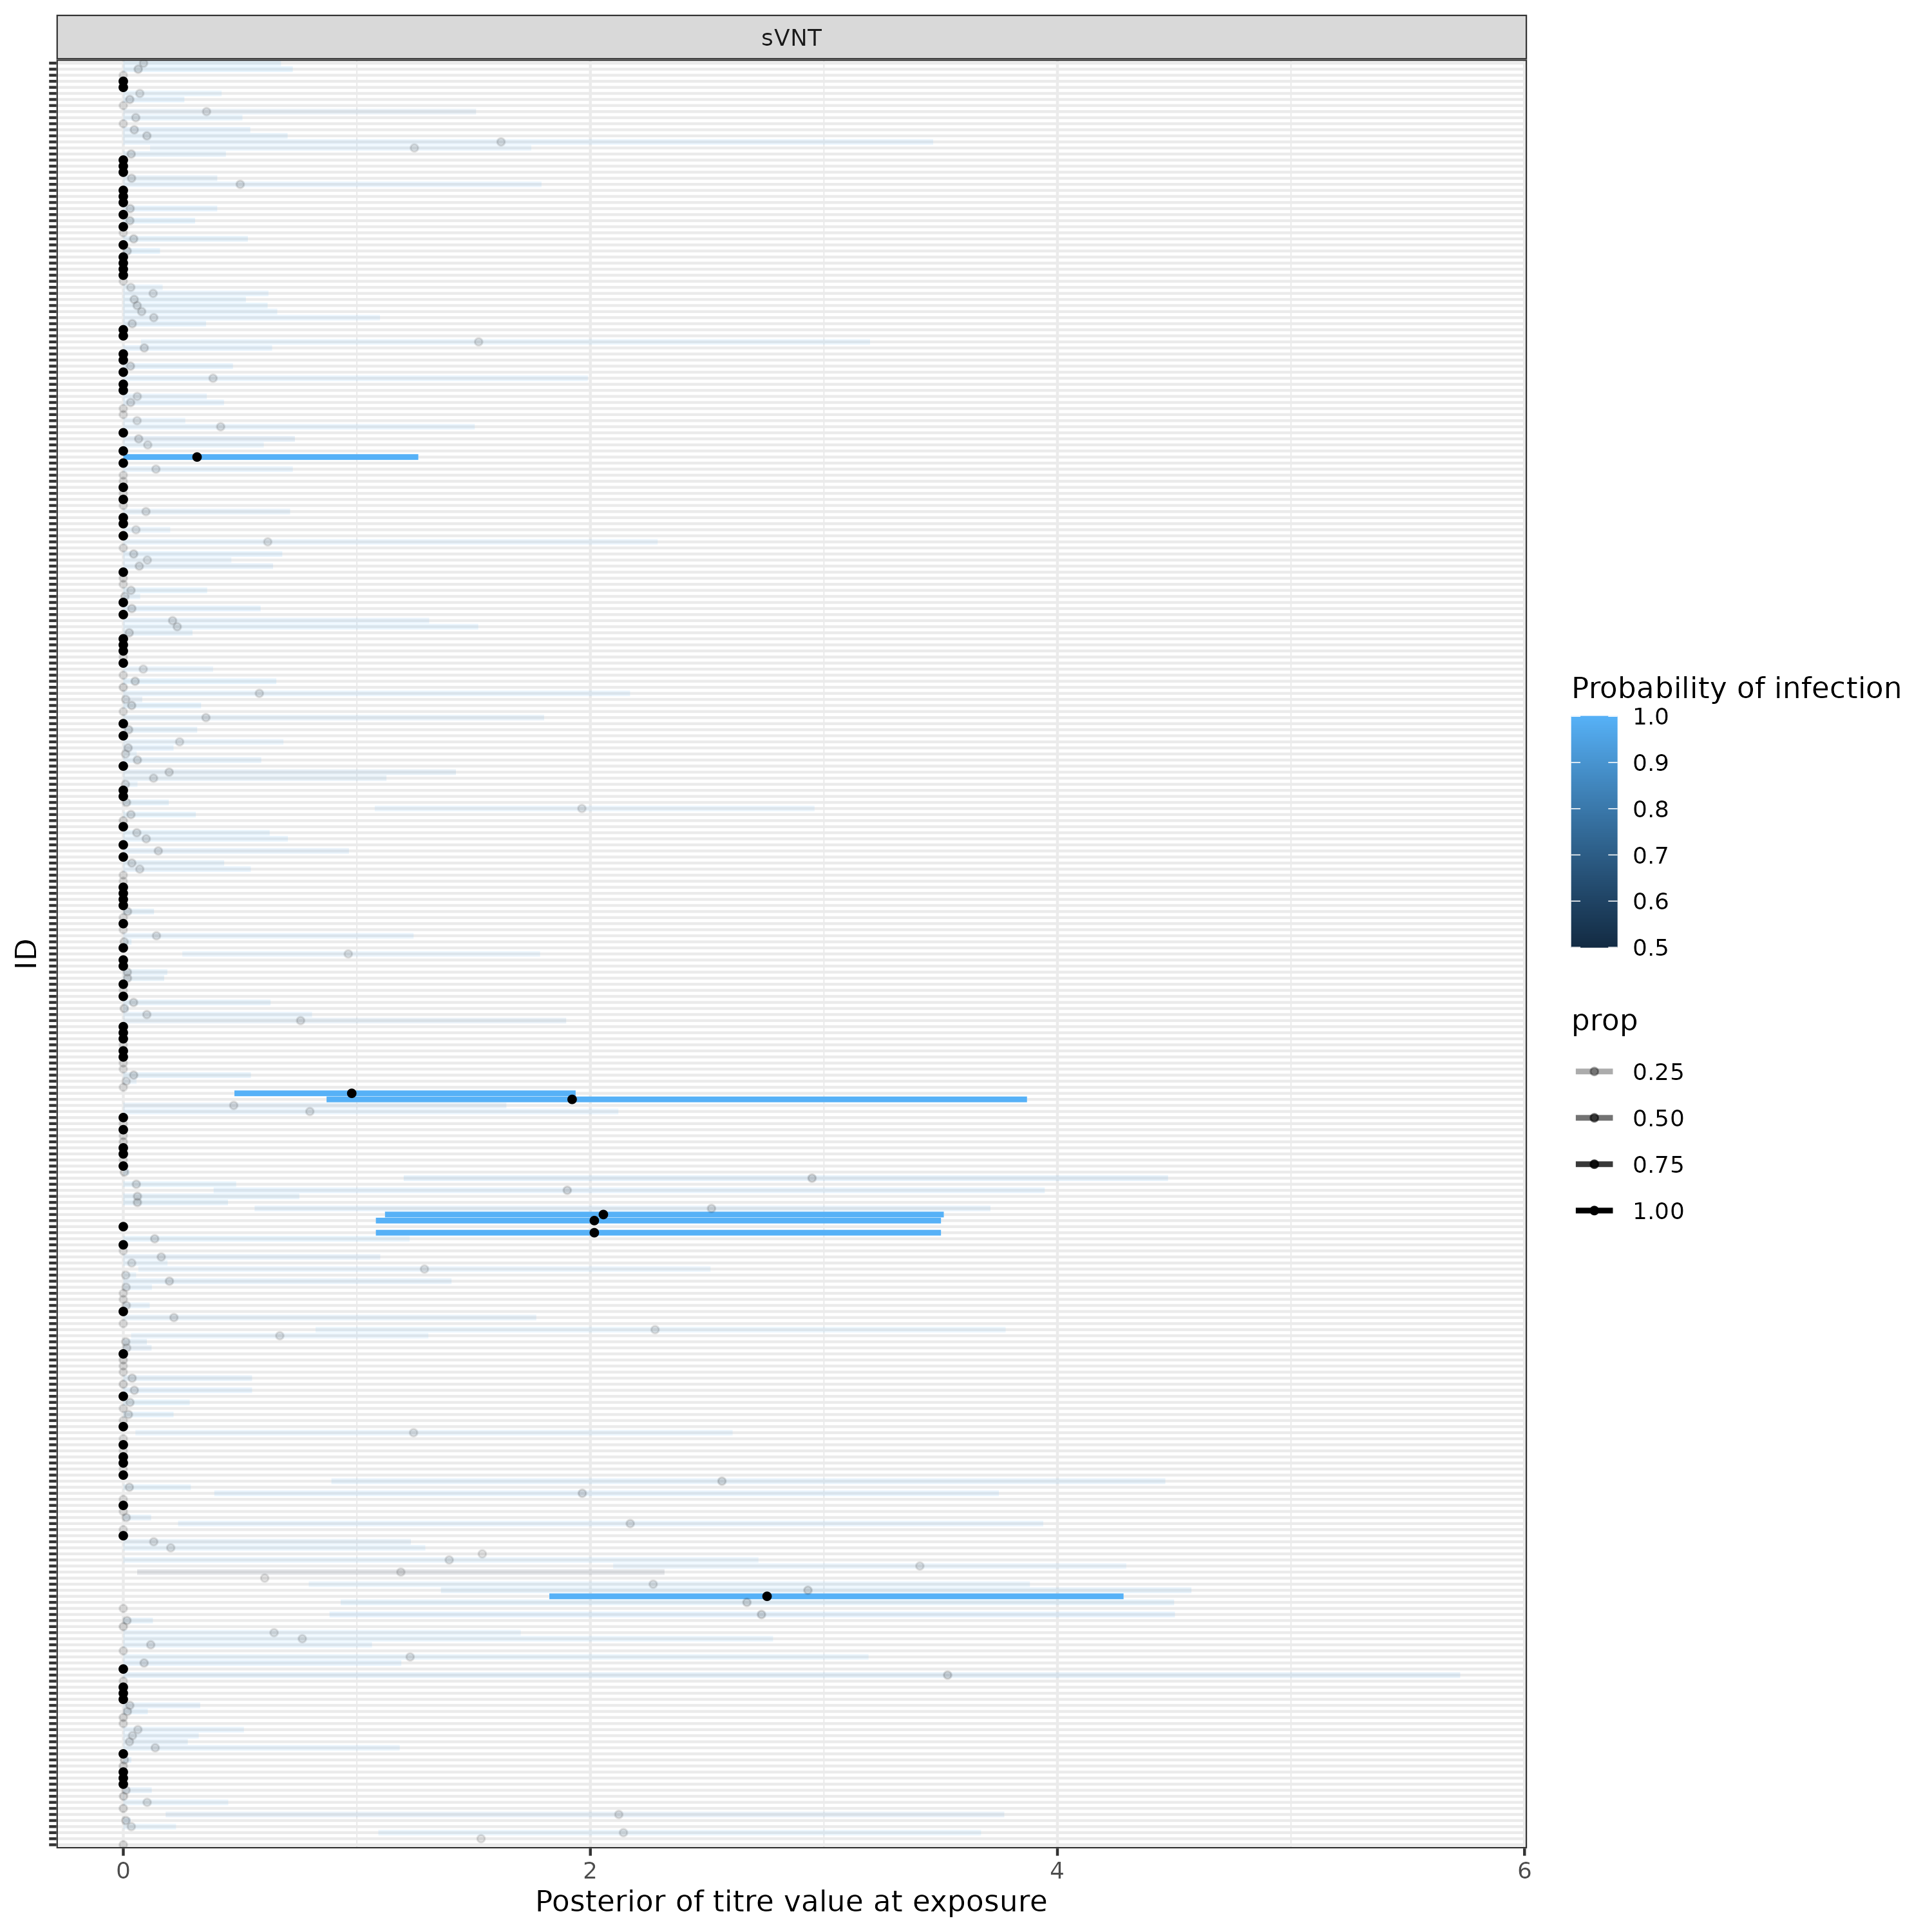 sVNT
ID
0
2
4
6
Posterior of titre value at exposure
Probability of infection
1.0
0.9
0.8
0.7
0.6
0.5
prop
0.25
0.50
0.75
1.00